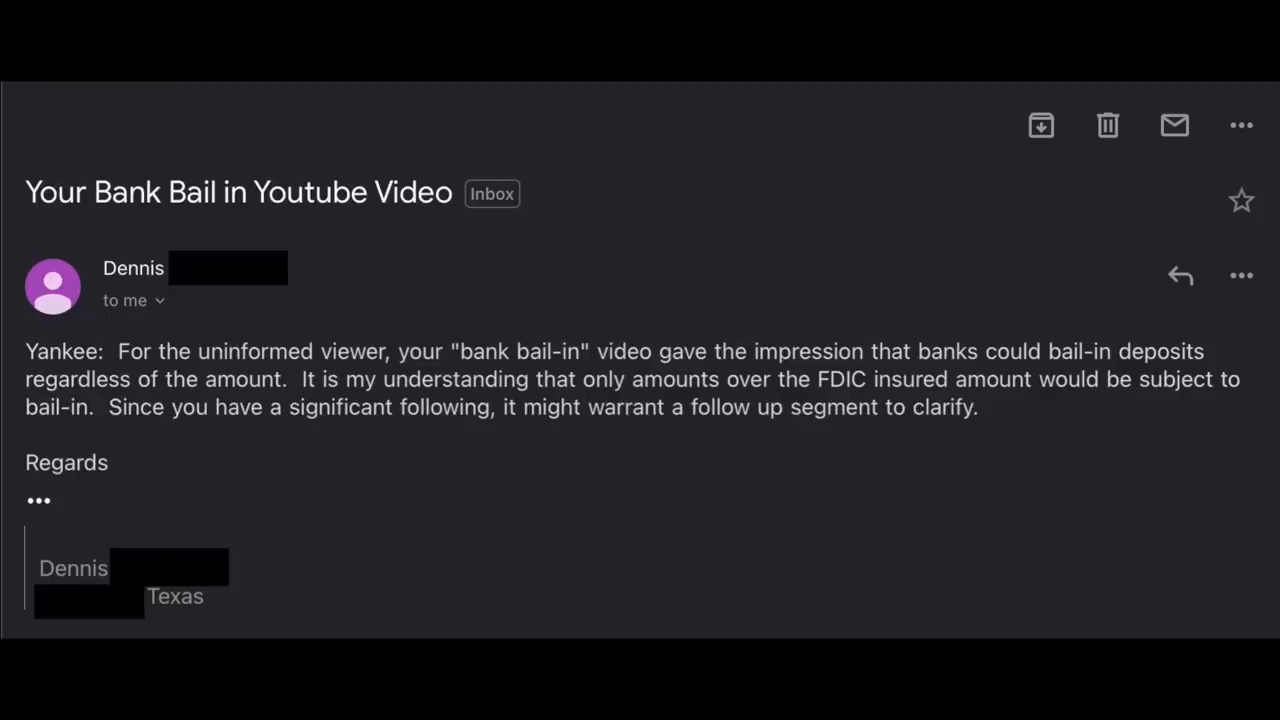 Your Bank Bail in Youtube Video Inbox
Dennis
to me
Yankee:  For the uninformed viewer, your "bank bail-in" video gave the impression that banks could bail-in deposits
regardless of the amount.  It is my understanding that only amounts over the FDIC insured amount would be subject to
bail-in.  Since you have a significant following, it might warrant a follow up segment to clarify.
Regards
Dennis
Texas